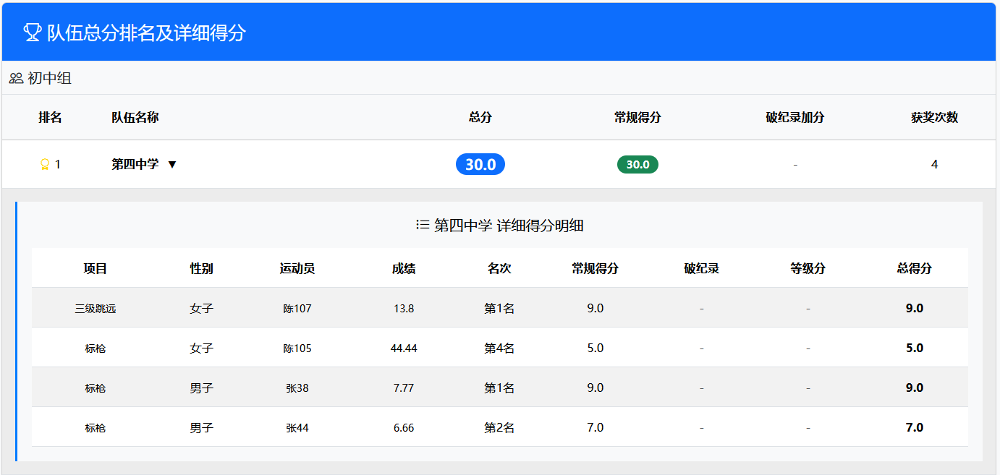 队伍总分排名及详细得分
初中组
排名 队伍名称 总分 常规得分 破纪录加分 获奖次数
1 第四中学 ▼ 30.0 30.0 - 4
第四中学 详细得分明细
项目 性别 运动员 成绩 名次 常规得分 破纪录 等级分 总得分
三级跳远 女子 陈107 13.8 第1名 9.0 - - 9.0
标枪 女子 陈105 44.44 第4名 5.0 - - 5.0
标枪 男子 张38 7.77 第1名 9.0 - - 9.0
标枪 男子 张44 6.66 第2名 7.0 - - 7.0